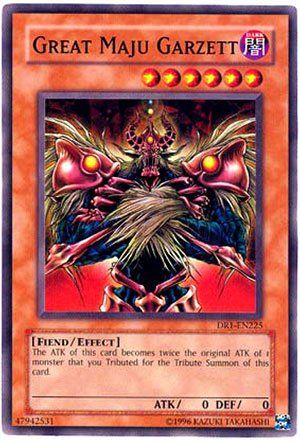 GREAT MAJU GARZETT
DARK
闇
DR1-EN225
[FIEND / EFFECT]
The ATK of this card becomes twice the original ATK of 1
monster that you Tributed for the Tribute Summon of this
card.
ATK/ 0 DEF/ 0
47942531
©1996 KAZUKI TAKAHASHI